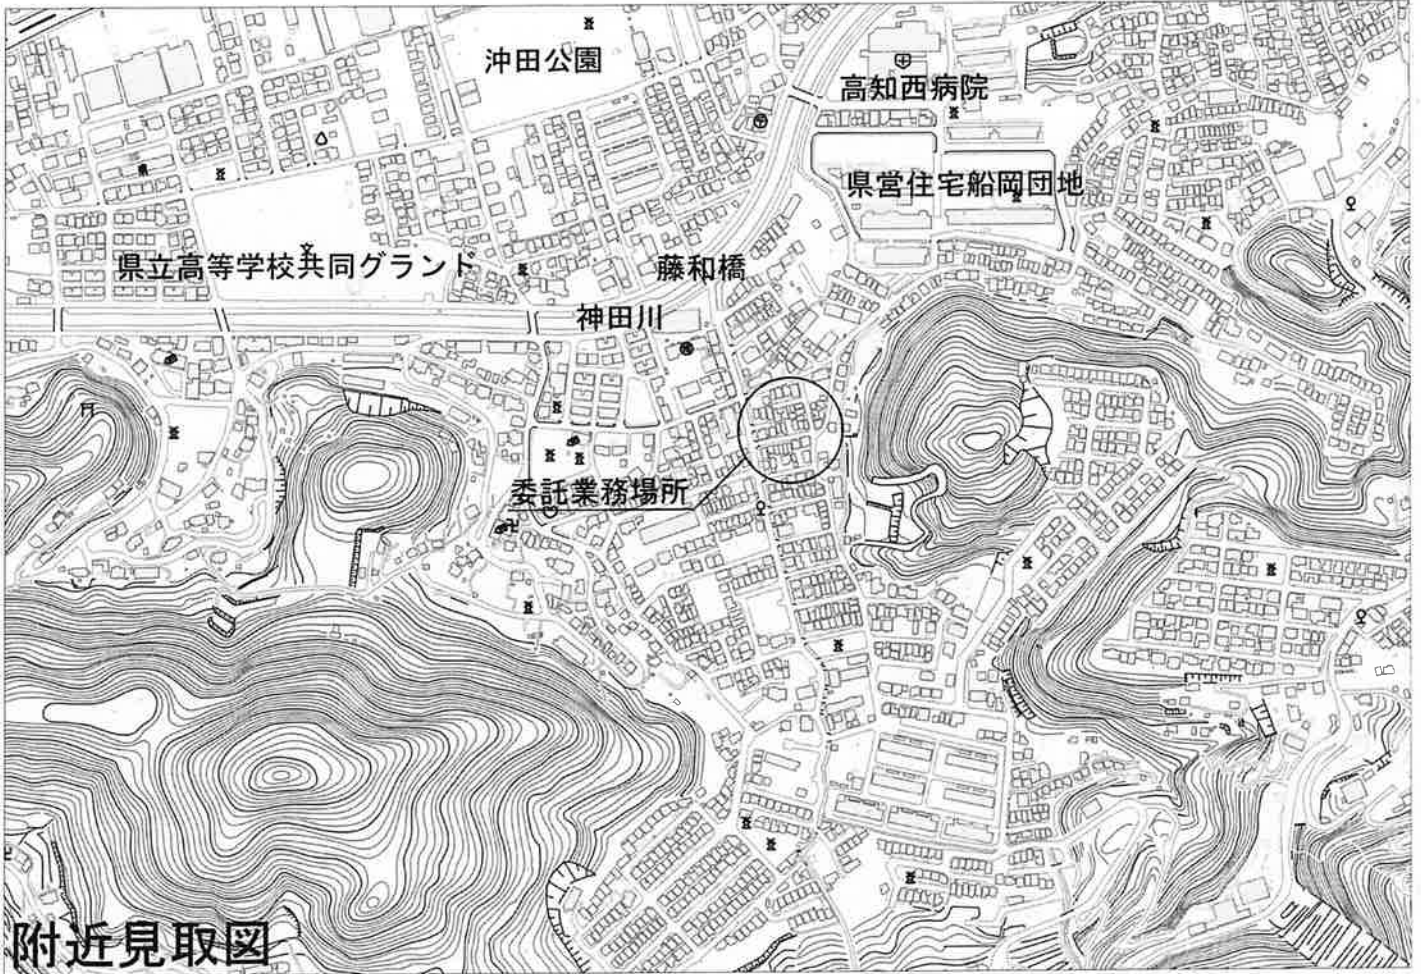 沖田公園
高知西病院
県営住宅船岡団地
県立高等学校共同グランド
藤和橋
神田川
委託業務場所
附近見取図